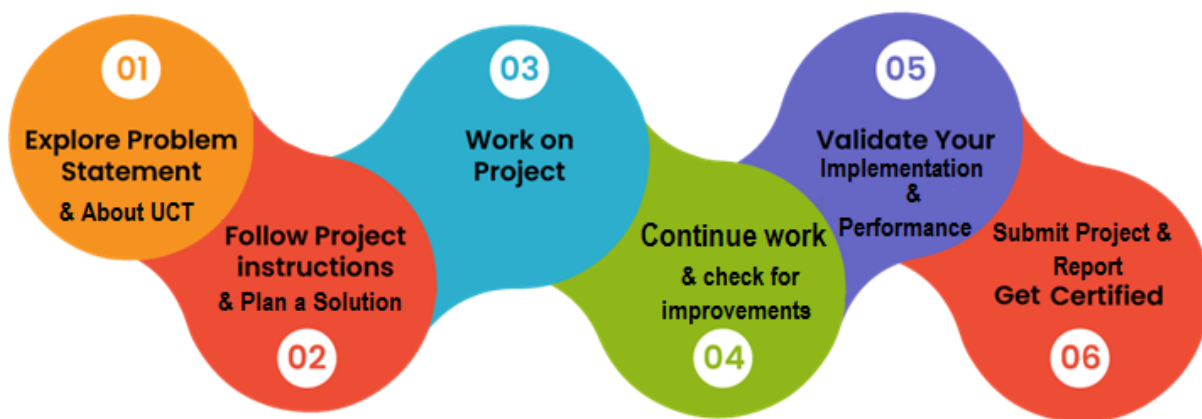 01
Explore Problem
Statement
& About UCT
Follow Project
instructions
& Plan a Solution
02
03
Work on
Project
Continue work
& check for
improvements
04
05
Validate Your
Implementation
&
Performance
Submit Project &
Report
Get Certified
06